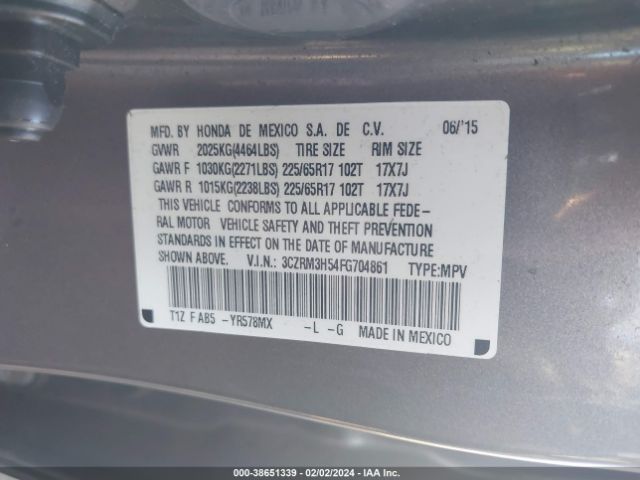 MFD. BY HONDA DE MEXICO S.A. DE C.V. 06/'15
GVWR 2025KG(4464LBS) TIRE SIZE RIM SIZE
GAWR F 1030KG(2271LBS) 225/65R17 102T 17X7J
GAWR R 1015KG(2238LBS) 225/65R17 102T 17X7J
THIS VEHICLE CONFORMS TO ALL APPLICABLE FEDE-
RAL MOTOR VEHICLE SAFETY AND THEFT PREVENTION
STANDARDS IN EFFECT ON THE DATE OF MANUFACTURE
SHOWN ABOVE. V.I.N.: 3CZRM3H54FG704861 TYPE:MPV
T1Z F AB5 -YR578MX -L -G MADE IN MEXICO
000-38651339 - 02/02/2024 - IAA Inc.